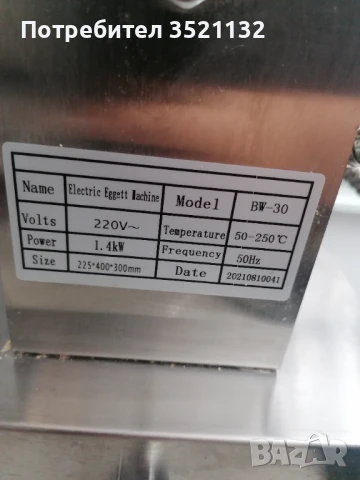 Потребител 3521132
Name Electric Eggett Machine Model BW-30
Volts 220V~ Temperature 50-250℃
Power 1.4kW Frequency 50Hz
Size 225*400*300mm Date 20210810041
BAZAR